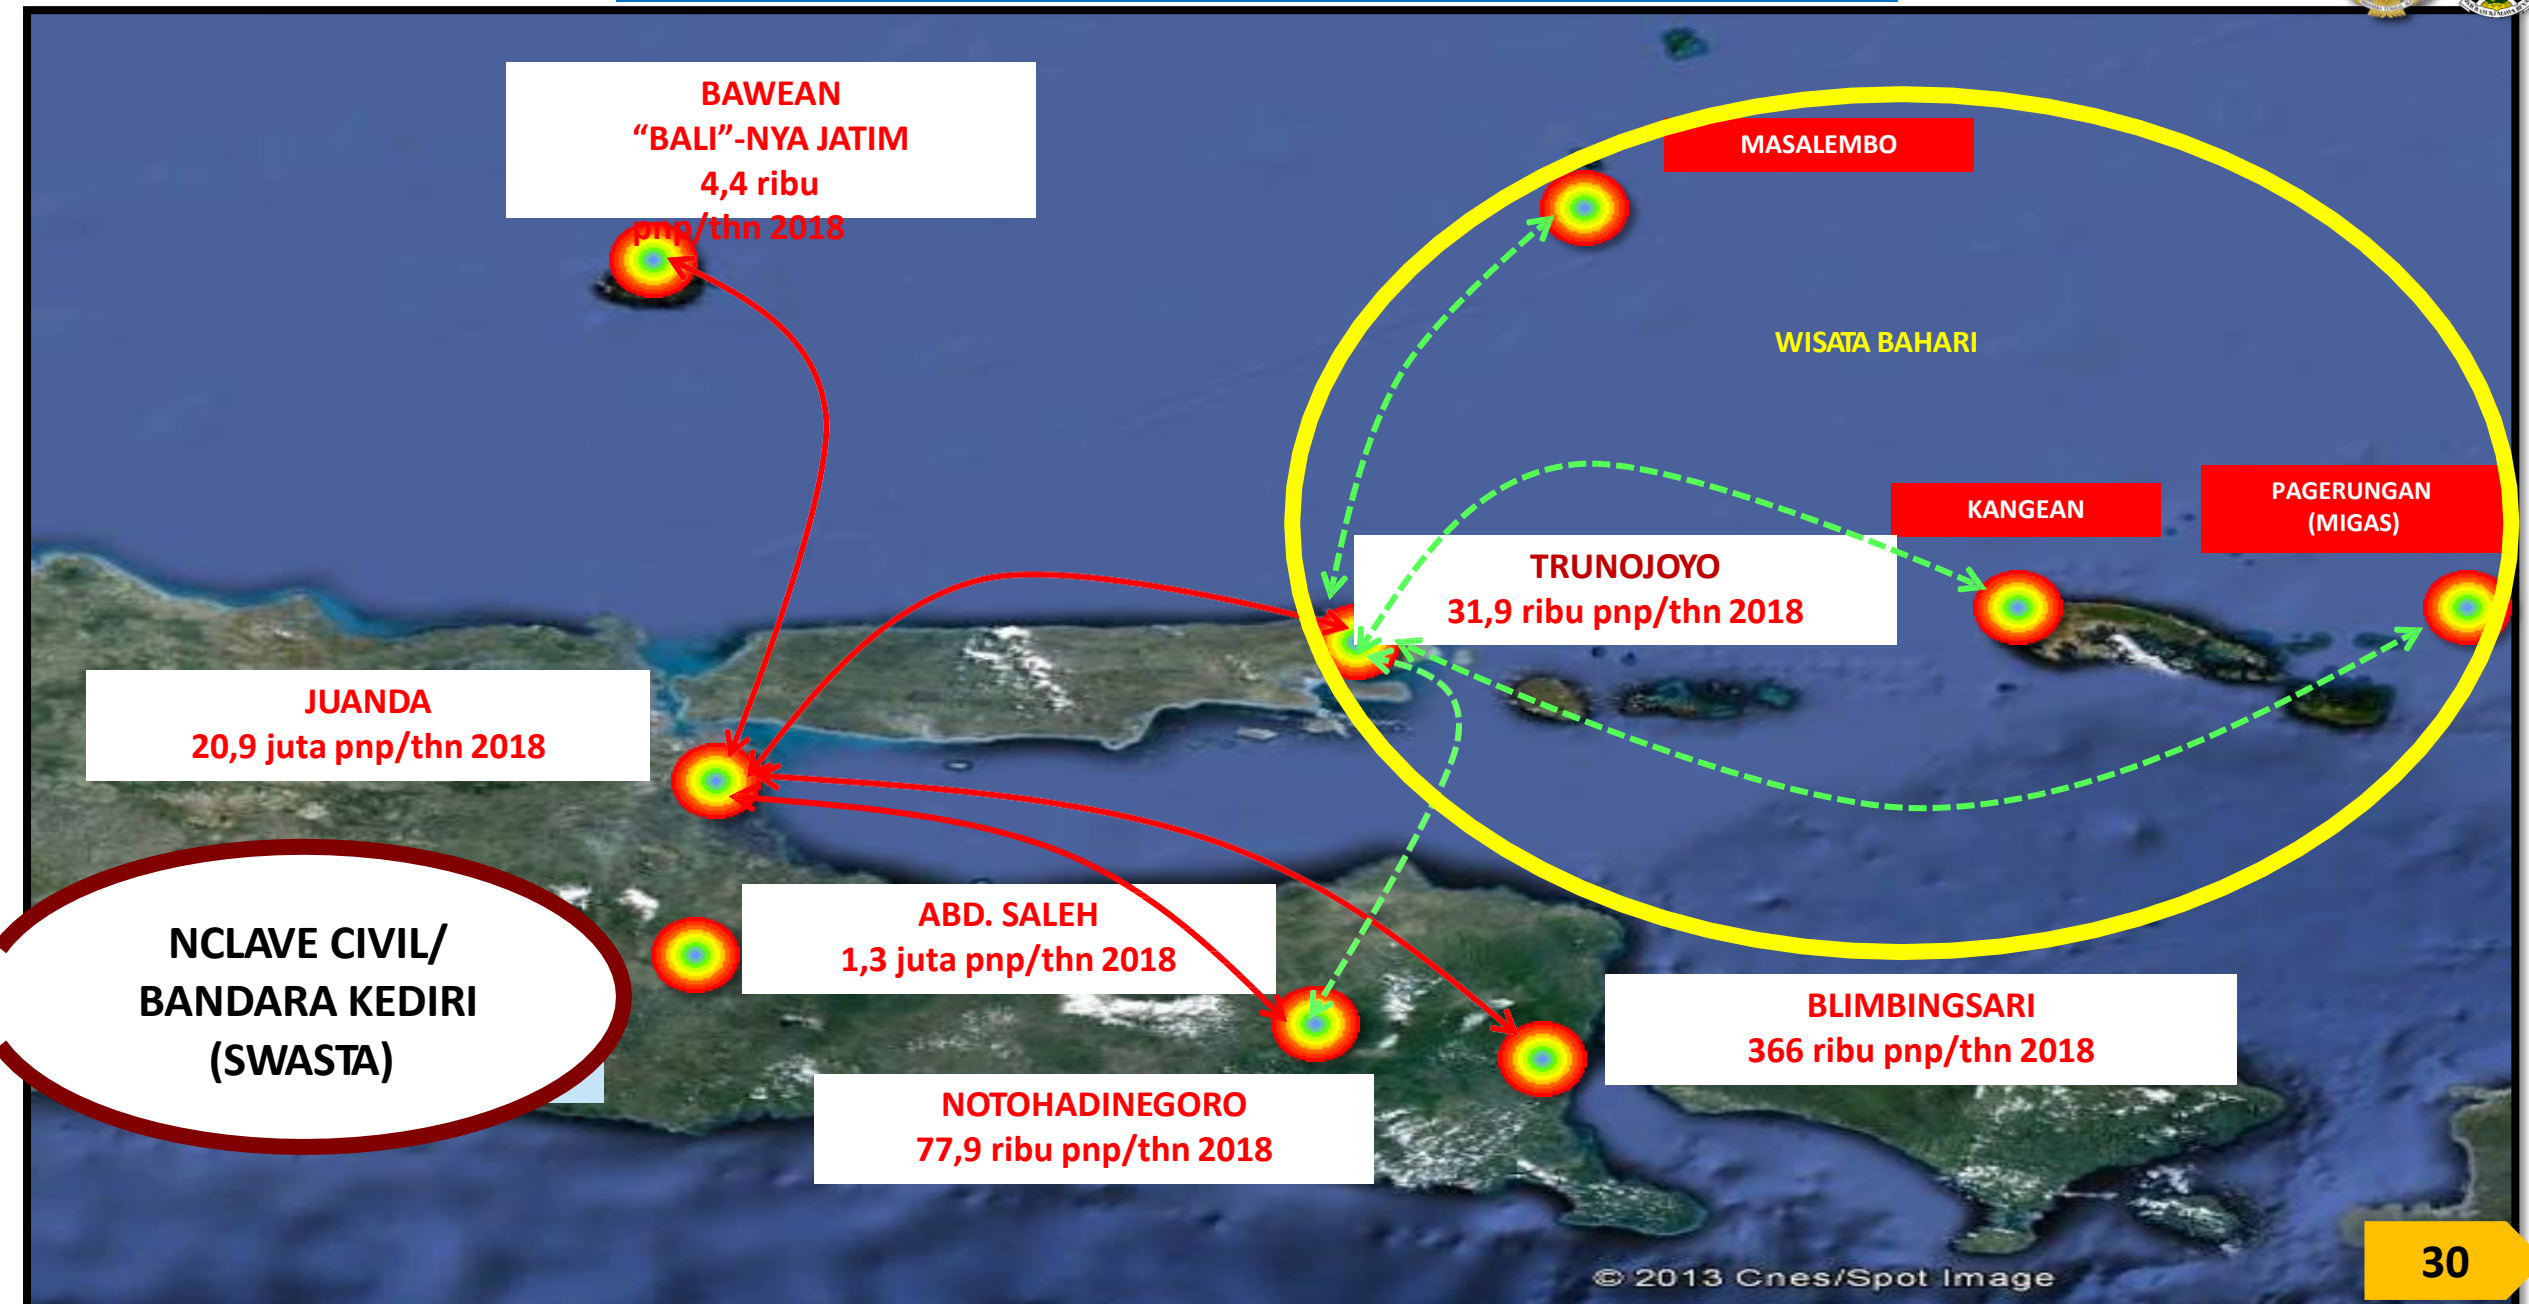 BAWEAN
“BALI”-NYA JATIM
4,4 ribu
pnp/thn 2018
MASALEMBO
WISATA BAHARI
KANGEAN
PAGERUNGAN
(MIGAS)
TRUNOJOYO
31,9 ribu pnp/thn 2018
JUANDA
20,9 juta pnp/thn 2018
NCLAVE CIVIL/
BANDARA KEDIRI
(SWASTA)
ABD. SALEH
1,3 juta pnp/thn 2018
BLIMBINGSARI
366 ribu pnp/thn 2018
NOTOHADINEGORO
77,9 ribu pnp/thn 2018
© 2013 Cnes/Spot Image
30